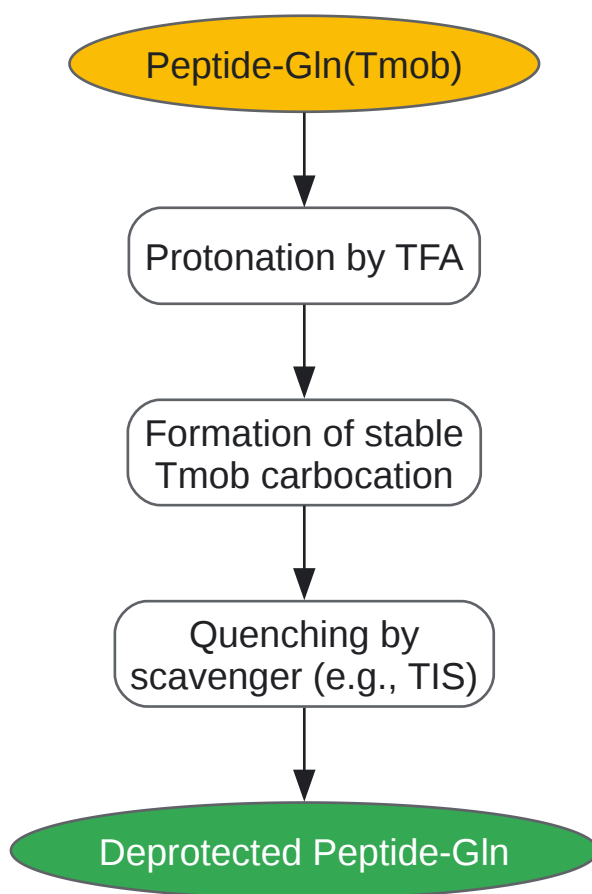 Peptide-Gln(Tmob)
Protonation by TFA
Formation of stable
Tmob carbocation
Quenching by
scavenger (e.g., TIS)
Deprotected Peptide-Gln